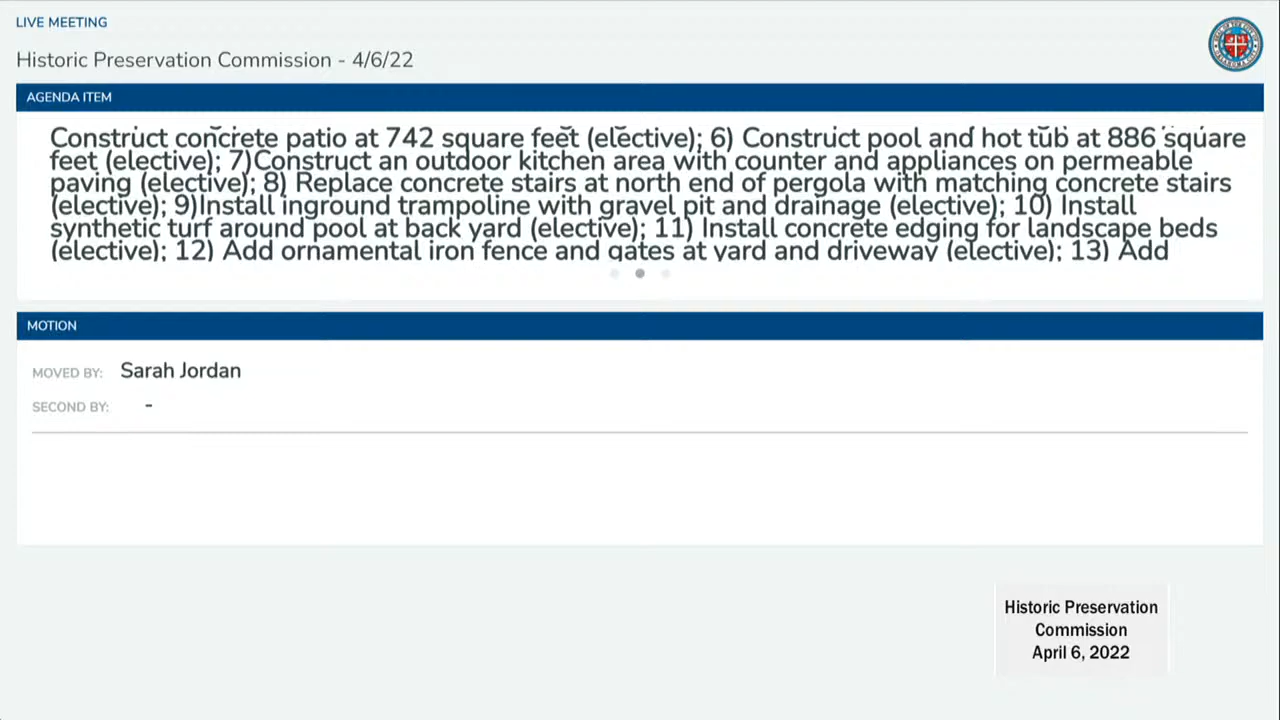 LIVE MEETING
Historic Preservation Commission - 4/6/22
AGENDA ITEM
Construct concrete patio at 742 square feet (elective); 6) Construct pool and hot tub at 886 square
feet (elective); 7)Construct an outdoor kitchen area with counter and appliances on permeable
paving (elective); 8) Replace concrete stairs at north end of pergola with matching concrete stairs
(elective); 9)Install inground trampoline with gravel pit and drainage (elective); 10) Install
synthetic turf around pool at back yard (elective); 11) Install concrete edging for landscape beds
(elective); 12) Add ornamental iron fence and gates at yard and driveway (elective); 13) Add
MOTION
MOVED BY: Sarah Jordan
SECOND BY: -
Historic Preservation
Commission
April 6, 2022